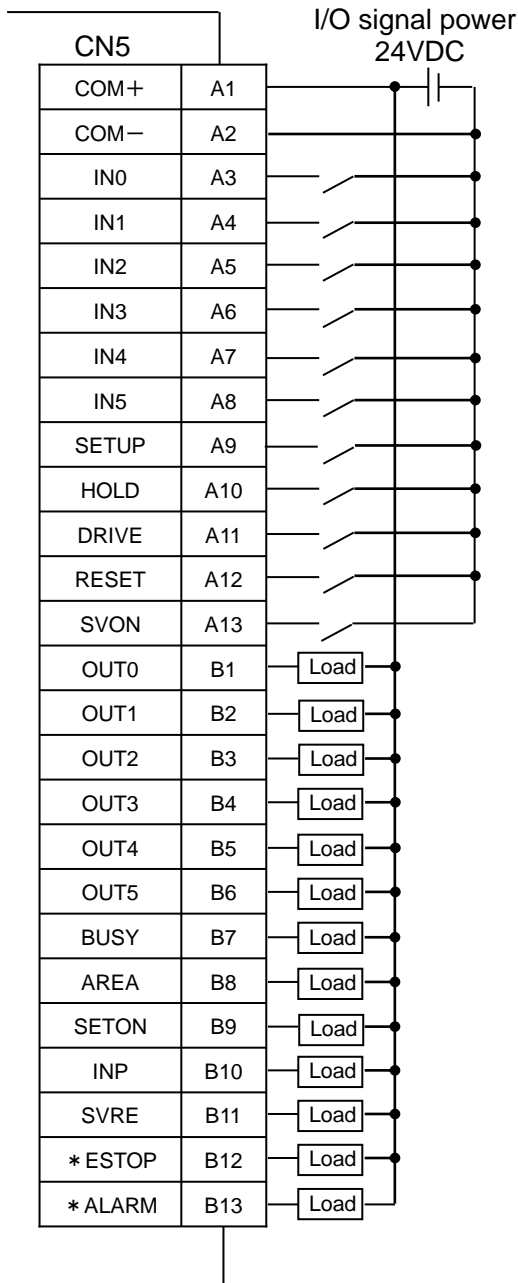 I/O signal power
24VDC
CN5
COM＋ A1
COM－ A2
IN0 A3
IN1 A4
IN2 A5
IN3 A6
IN4 A7
IN5 A8
SETUP A9
HOLD A10
DRIVE A11
RESET A12
SVON A13
OUT0 B1 Load
OUT1 B2 Load
OUT2 B3 Load
OUT3 B4 Load
OUT4 B5 Load
OUT5 B6 Load
BUSY B7 Load
AREA B8 Load
SETON B9 Load
INP B10 Load
SVRE B11 Load
＊ESTOP B12 Load
＊ALARM B13 Load